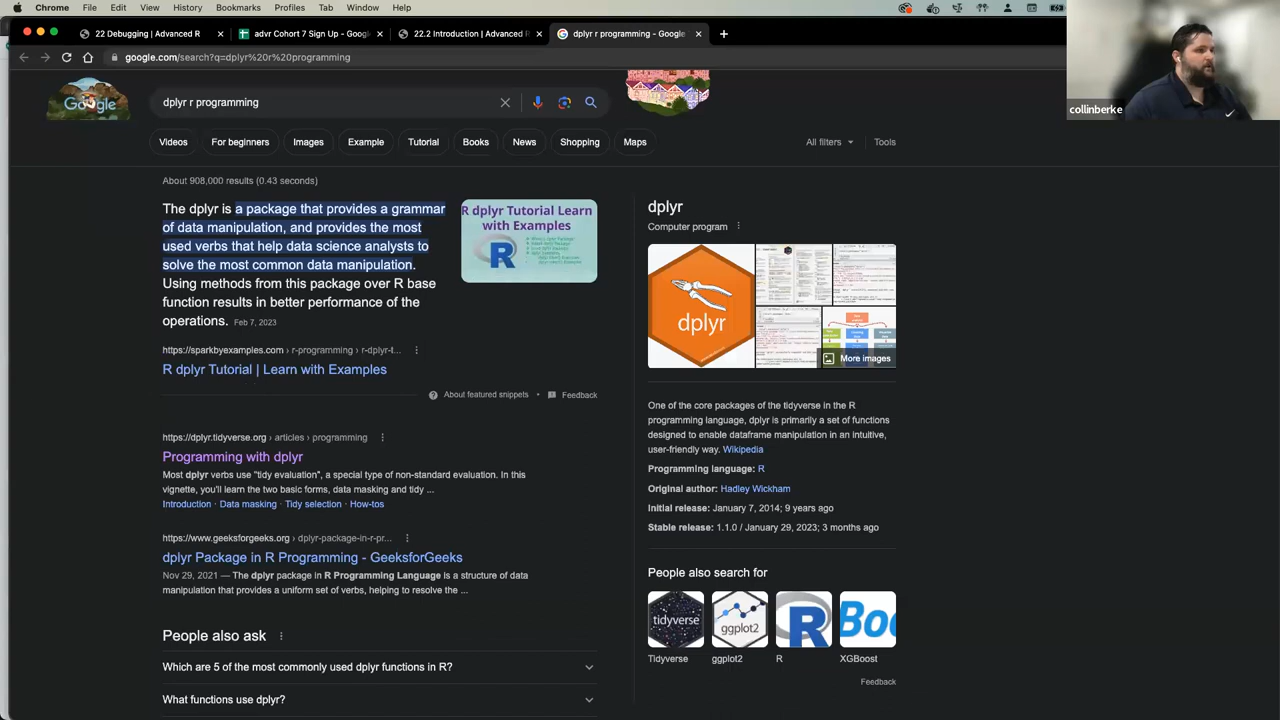 Chrome File Edit View History Bookmarks Profiles Tab Window Help
22 Debugging | Advanced R
advr Cohort 7 Sign Up - Google
22.2 Introduction | Advanced R
dplyr r programming - Google
google.com/search?q=dplyr%20r%20programming
collinberke
Google
dplyr r programming
Videos For beginners Images Example Tutorial Books News Shopping Maps All filters Tools
About 908,000 results (0.43 seconds)
The dplyr is a package that provides a grammar
of data manipulation, and provides the most
used verbs that help data science analysts to
solve the most common data manipulation.
Using methods from this package over R base
function results in better performance of the
operations. Feb 7, 2023
R dplyr Tutorial Learn
with Examples
R
https://sparkbyexamples.com › r-programming › r-dplyr-t...
R dplyr Tutorial | Learn with Examples
About featured snippets • Feedback
https://dplyr.tidyverse.org › articles › programming
Programming with dplyr
Most dplyr verbs use "tidy evaluation", a special type of non-standard evaluation. In this
vignette, you'll learn the two basic forms, data masking and tidy ...
Introduction · Data masking · Tidy selection · How-tos
https://www.geeksforgeeks.org › dplyr-package-in-r-pr...
dplyr Package in R Programming - GeeksforGeeks
Nov 29, 2021 — The dplyr package in R Programming Language is a structure of data
manipulation that provides a uniform set of verbs, helping to resolve the ...
People also ask
Which are 5 of the most commonly used dplyr functions in R?
What functions use dplyr?
dplyr
Computer program
dplyr
More images
One of the core packages of the tidyverse in the R
programming language, dplyr is primarily a set of functions
designed to enable dataframe manipulation in an intuitive,
user-friendly way. Wikipedia
Programming language: R
Original author: Hadley Wickham
Initial release: January 7, 2014; 9 years ago
Stable release: 1.1.0 / January 29, 2023; 3 months ago
People also search for
tidyverse
ggplot2
R
Boo
Tidyverse
ggplot2
R
XGBoost
Feedback